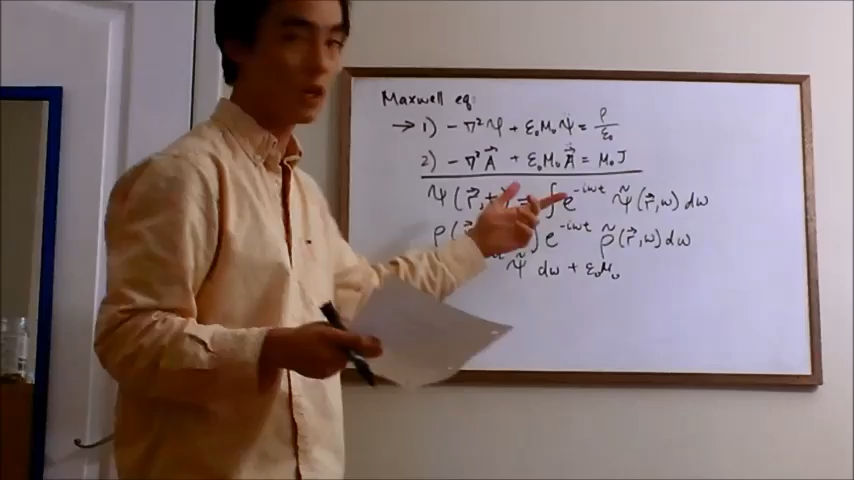 Maxwell eq:
→ 1) -∇²Ψ + ε₀μ₀Ψ̈ = ρ/ε₀
2) -∇²A⃗ + ε₀μ₀A⃗̈ = μ₀J
Ψ(r⃗,t) = ∫e^-iωt Ψ̃(r⃗,ω)dω
ρ( ∫e^-iωt ρ̃(r⃗,ω)dω
Ψ̃ dω + ε₀μ₀